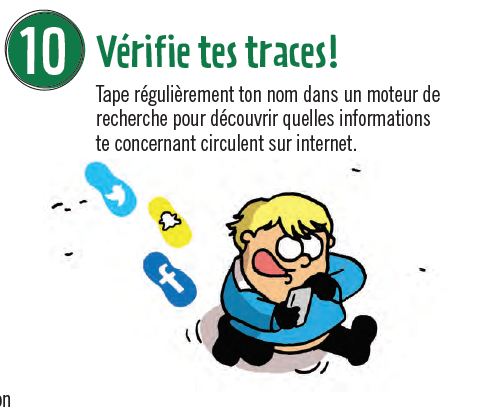 10 Vérifie tes traces!
Tape régulièrement ton nom dans un moteur de
recherche pour découvrir quelles informations
te concernant circulent sur internet.
f
on